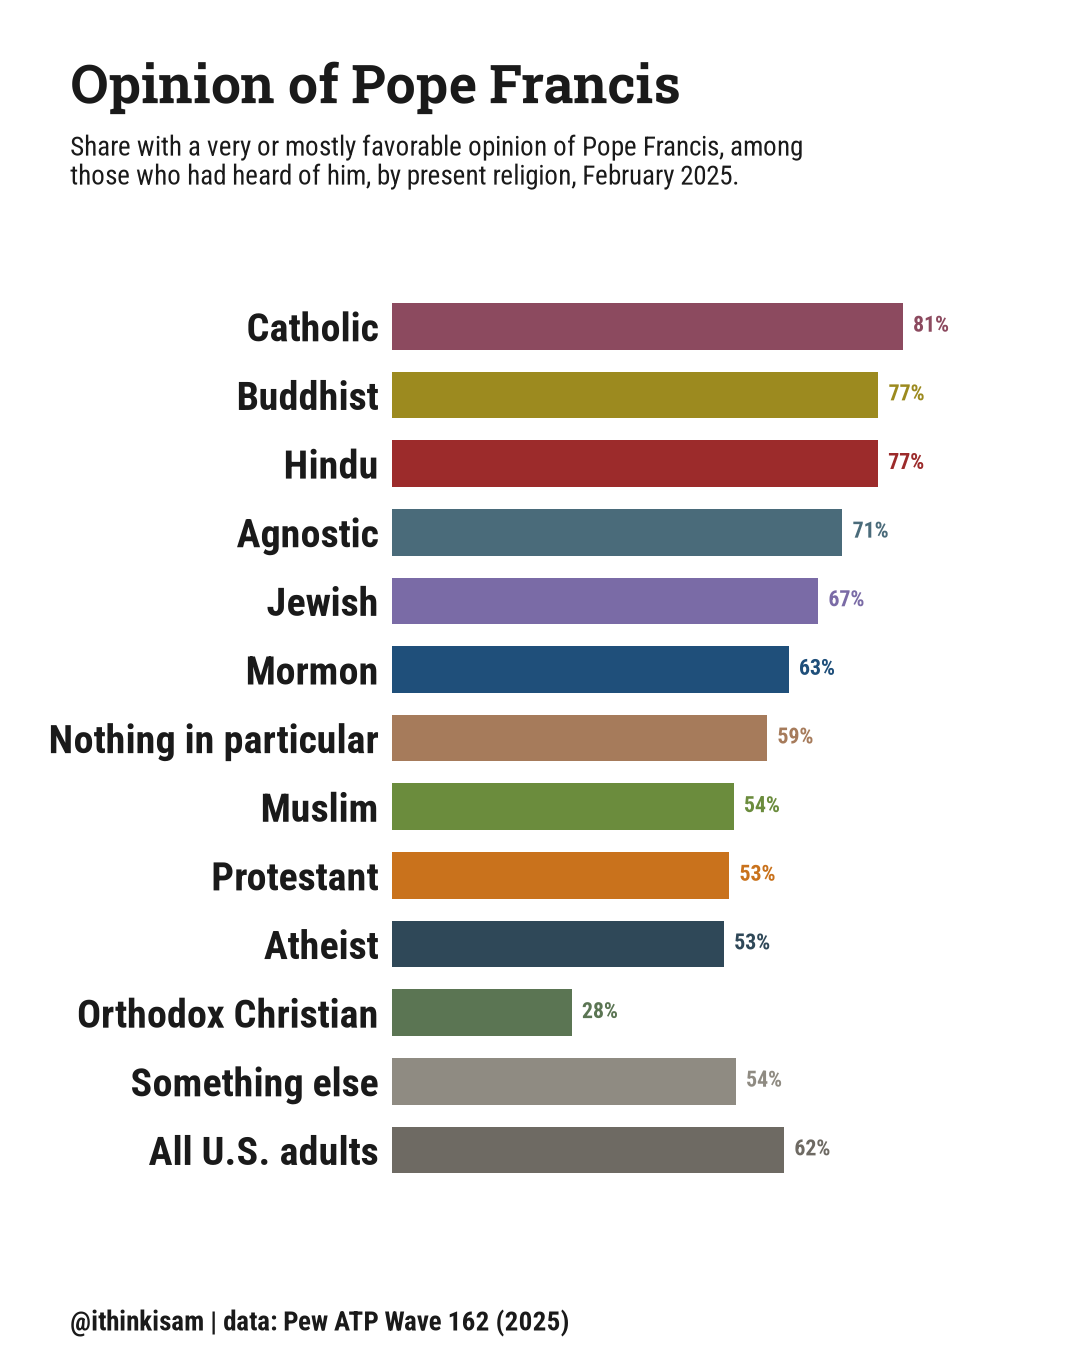 Opinion of Pope Francis
Share with a very or mostly favorable opinion of Pope Francis, among
those who had heard of him, by present religion, February 2025.
Catholic 81%
Buddhist 77%
Hindu 77%
Agnostic 71%
Jewish 67%
Mormon 63%
Nothing in particular 59%
Muslim 54%
Protestant 53%
Atheist 53%
Orthodox Christian 28%
Something else 54%
All U.S. adults 62%
@ithinkisam | data: Pew ATP Wave 162 (2025)